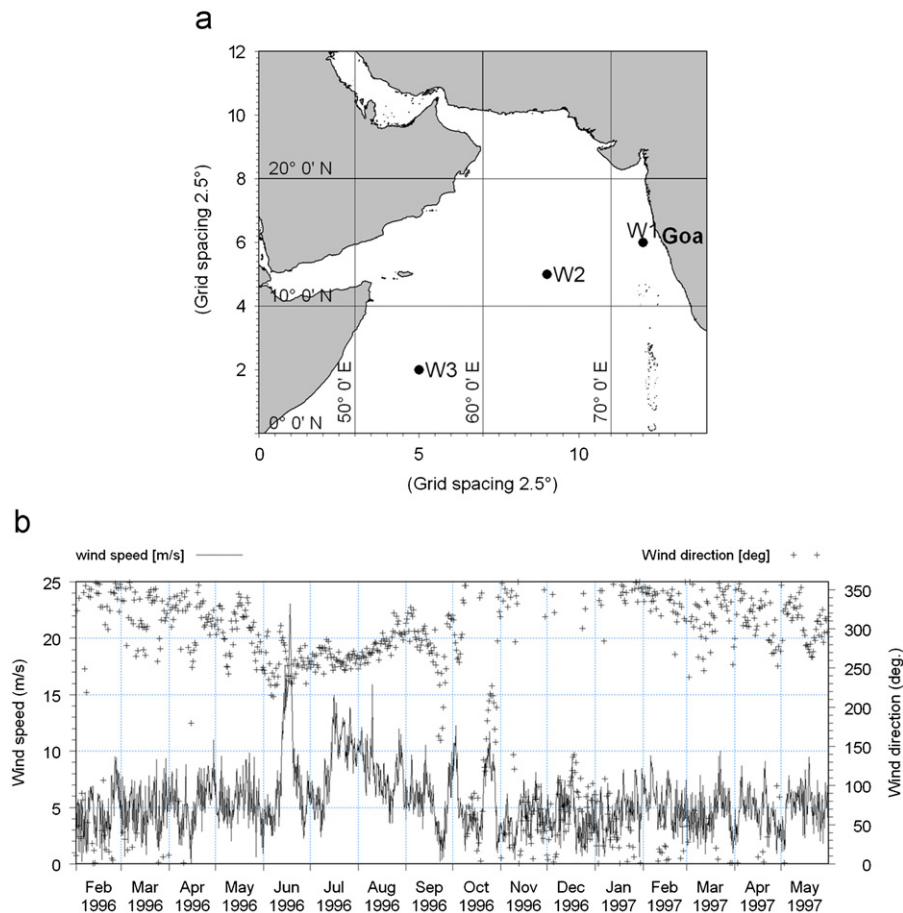 a
12
10
8
6
4
2
(Grid spacing 2.5°)
20° 0' N
10° 0' N
0° 0' N
50° 0' E
60° 0' E
70° 0' E
W1 Goa
W2
W3
0 5 10
(Grid spacing 2.5°)
b
wind speed [m/s] Wind direction [deg]
25
20
15
10
5
0
Wind speed (m/s)
350
300
250
200
150
100
50
0
Wind direction (deg.)
Feb Mar Apr May Jun Jul Aug Sep Oct Nov Dec Jan Feb Mar Apr May
1996 1996 1996 1996 1996 1996 1996 1996 1996 1996 1996 1997 1997 1997 1997 1997